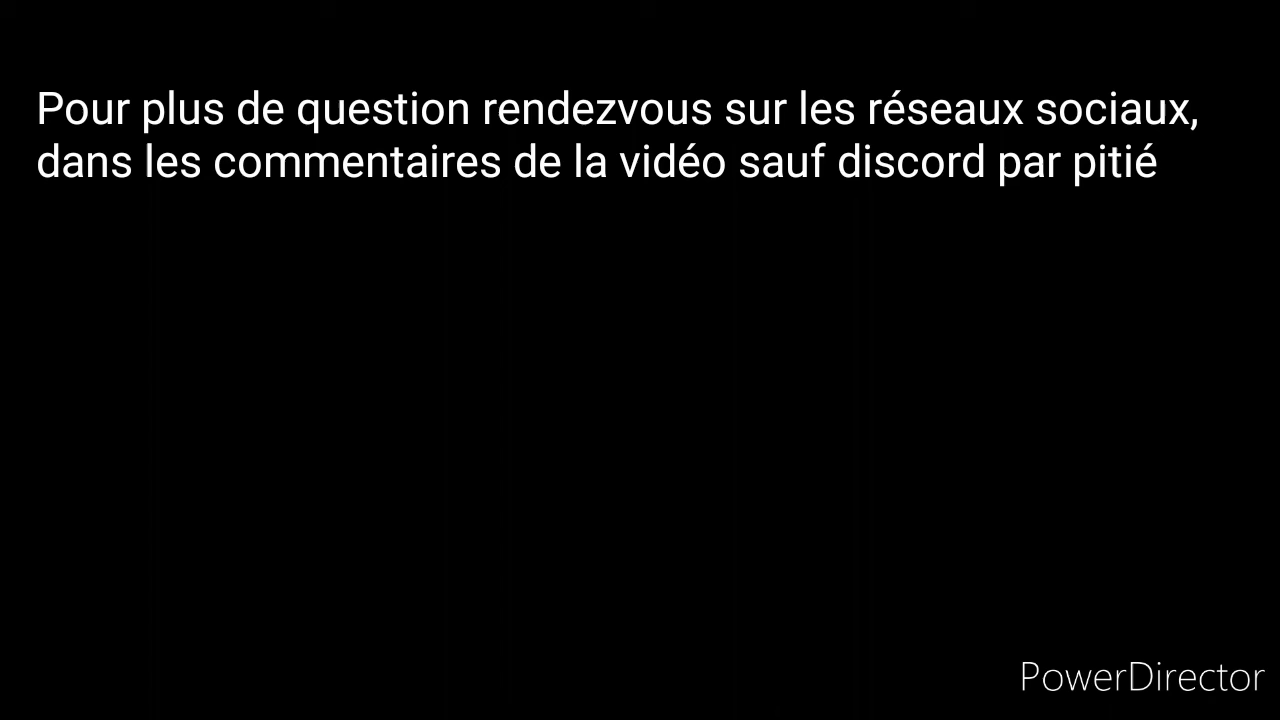 Pour plus de question rendezvous sur les réseaux sociaux,
dans les commentaires de la vidéo sauf discord par pitié
PowerDirector